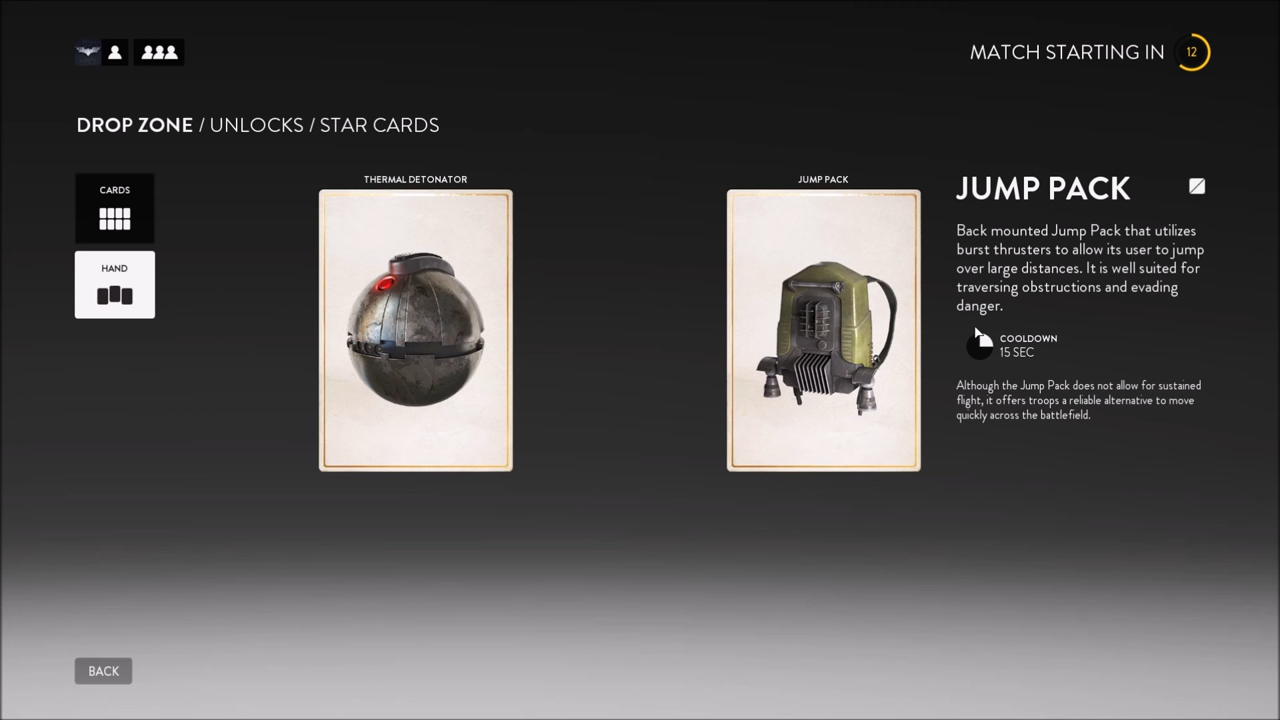 MATCH STARTING IN 12
DROP ZONE / UNLOCKS / STAR CARDS
CARDS
HAND
THERMAL DETONATOR
JUMP PACK
JUMP PACK
Back mounted Jump Pack that utilizes
burst thrusters to allow its user to jump
over large distances. It is well suited for
traversing obstructions and evading
danger.
COOLDOWN
15 SEC
Although the Jump Pack does not allow for sustained
flight, it offers troops a reliable alternative to move
quickly across the battlefield.
BACK